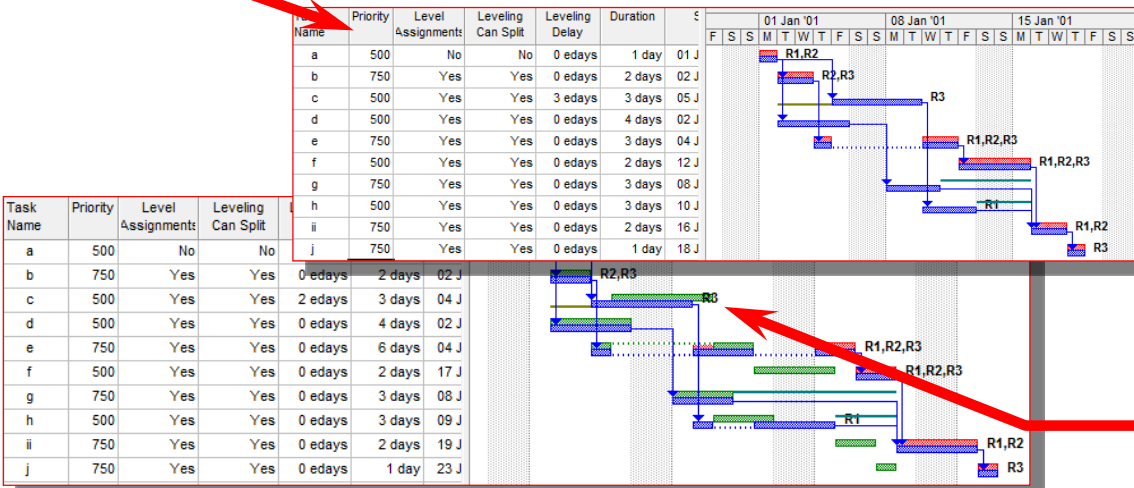 Name Priority Level Assignments Leveling Can Split Leveling Delay Duration S
01 Jan '01 08 Jan '01 15 Jan '01
F S S M T W T F S S M T W T F S S M T W T F S S
a 500 No No 0 edays 1 day 01 J R1,R2
b 750 Yes Yes 0 edays 2 days 02 J R2,R3
c 500 Yes Yes 3 edays 3 days 05 J R3
d 500 Yes Yes 0 edays 4 days 02 J
e 750 Yes Yes 0 edays 3 days 04 J R1,R2,R3
f 500 Yes Yes 0 edays 2 days 12 J R1,R2,R3
g 750 Yes Yes 0 edays 3 days 08 J
h 500 Yes Yes 0 edays 3 days 10 J R1
ii 750 Yes Yes 0 edays 2 days 16 J R1,R2
j 750 Yes Yes 0 edays 1 day 18 J R3
Task Name Priority Level Assignments Leveling Can Split
a 500 No No
b 750 Yes Yes 0 edays 2 days 02 J R2,R3
c 500 Yes Yes 2 edays 3 days 04 J R3
d 500 Yes Yes 0 edays 4 days 02 J
e 750 Yes Yes 0 edays 6 days 04 J R1,R2,R3
f 500 Yes Yes 0 edays 2 days 17 J R1,R2,R3
g 750 Yes Yes 0 edays 3 days 08 J
h 500 Yes Yes 0 edays 3 days 09 J R1
ii 750 Yes Yes 0 edays 2 days 19 J R1,R2
j 750 Yes Yes 0 edays 1 day 23 J R3